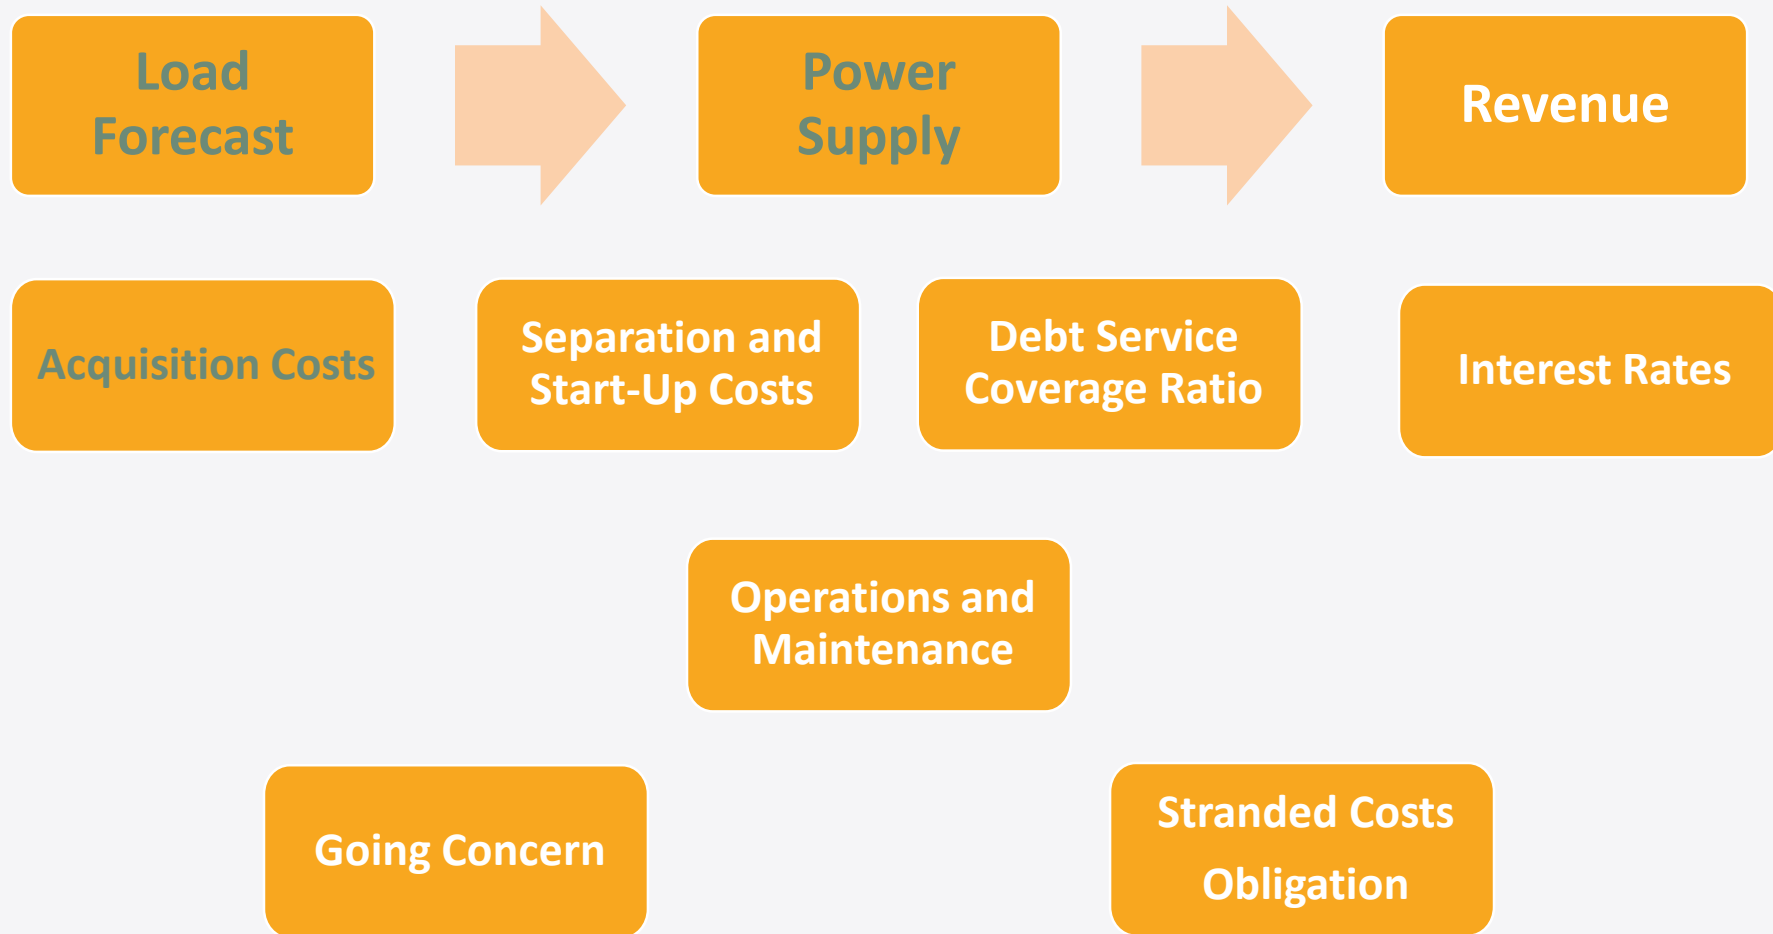 Load
Forecast
Power
Supply
Revenue
Acquisition Costs
Separation and
Start-Up Costs
Debt Service
Coverage Ratio
Interest Rates
Operations and
Maintenance
Going Concern
Stranded Costs
Obligation